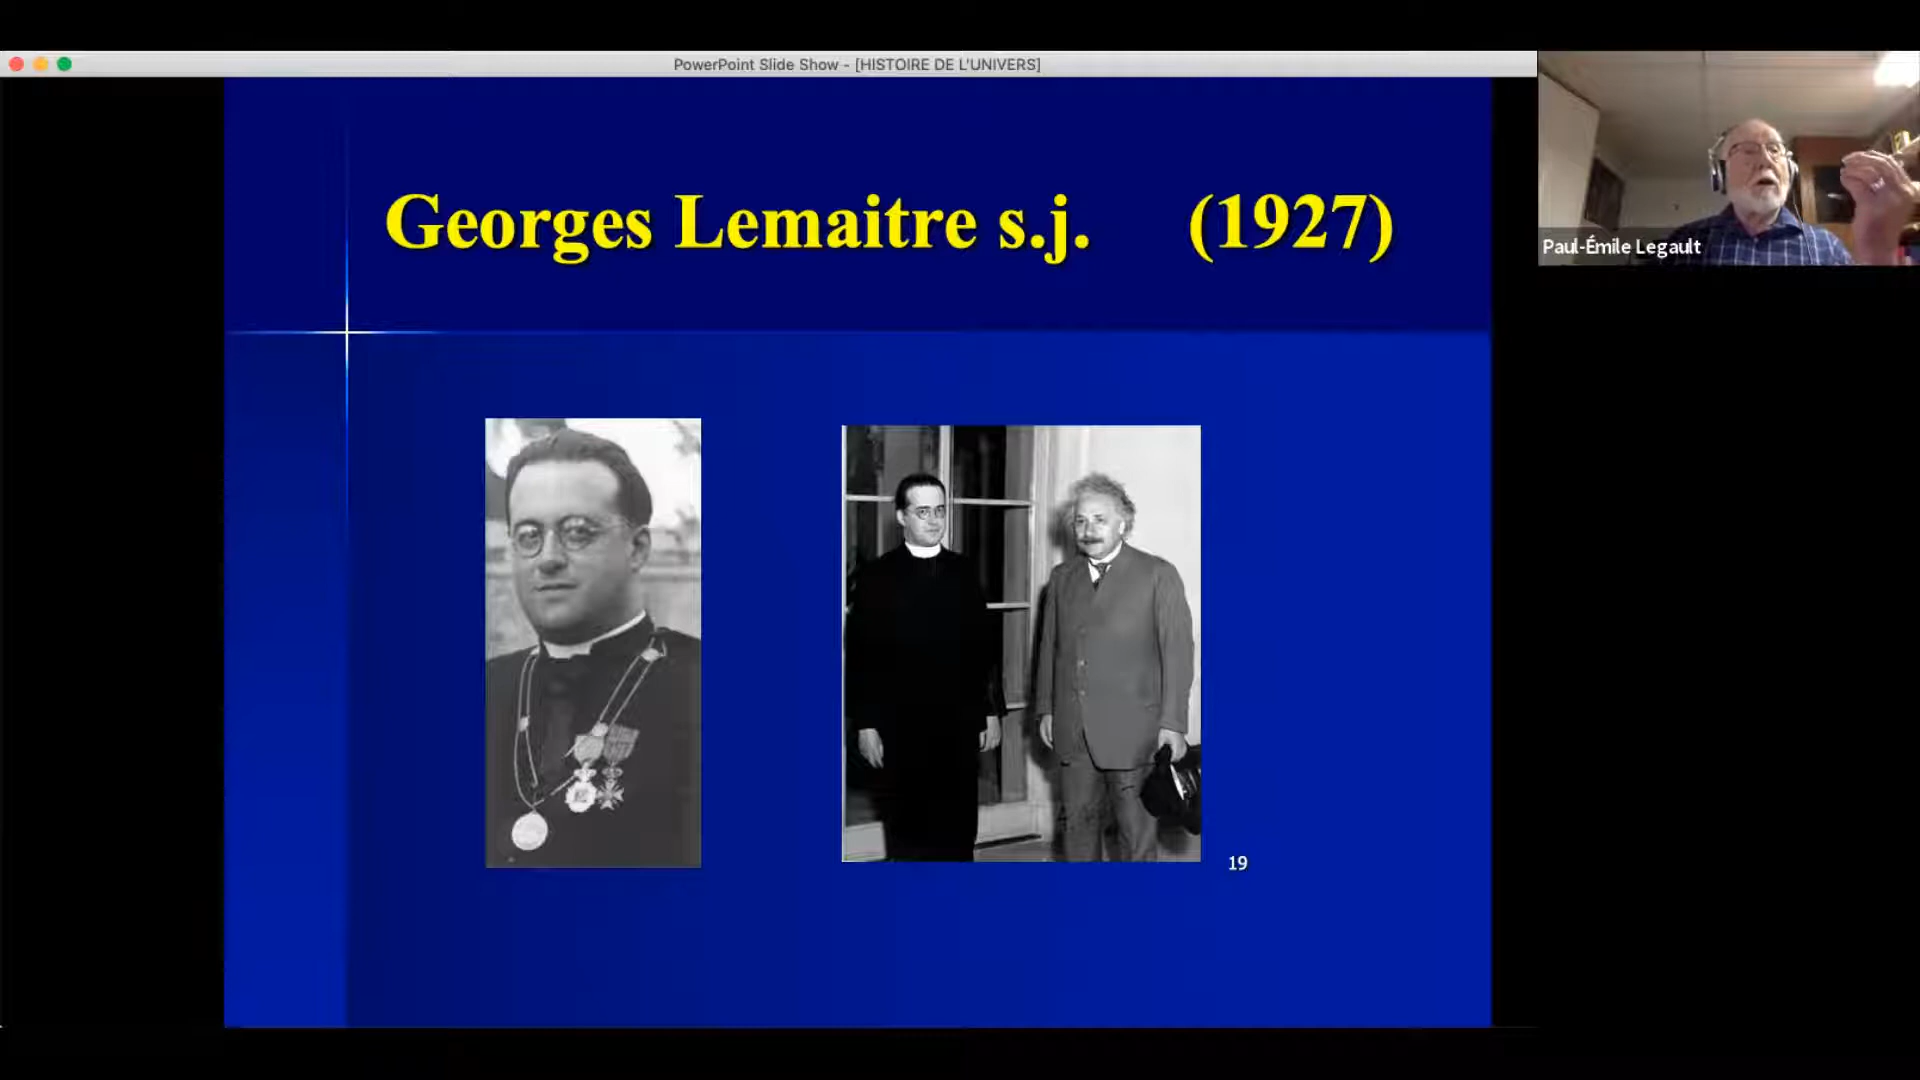 PowerPoint Slide Show - [HISTOIRE DE L'UNIVERS]
Georges Lemaitre s.j. (1927)
Paul-Émile Legault
19